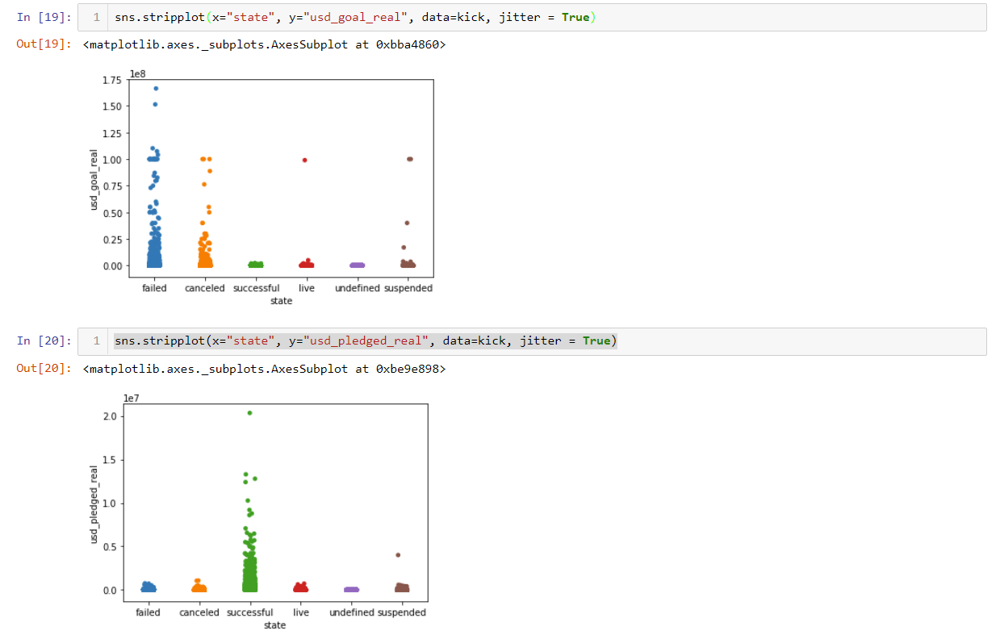 In [19]: 1 sns.stripplot(x="state", y="usd_goal_real", data=kick, jitter = True)
Out[19]: <matplotlib.axes._subplots.AxesSubplot at 0xbba4860>
1e8
1.75
1.50
1.25
1.00
0.75
0.50
0.25
0.00
usd_goal_real
failed canceled successful live undefined suspended
state
In [20]: 1 sns.stripplot(x="state", y="usd_pledged_real", data=kick, jitter = True)
Out[20]: <matplotlib.axes._subplots.AxesSubplot at 0xbe9e898>
1e7
2.0
1.5
1.0
0.5
0.0
usd_pledged_real
failed canceled successful live undefined suspended
state